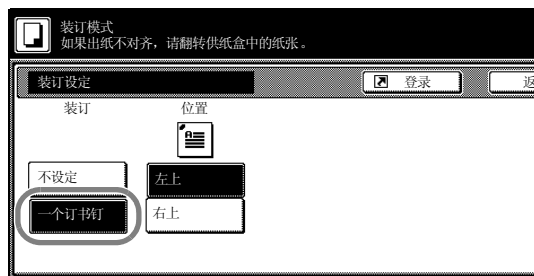 装订模式
如果出纸不对齐，请翻转供纸盒中的纸张。
装订设定
登录
返
装订 位置
不设定
左上
一个订书钉
右上